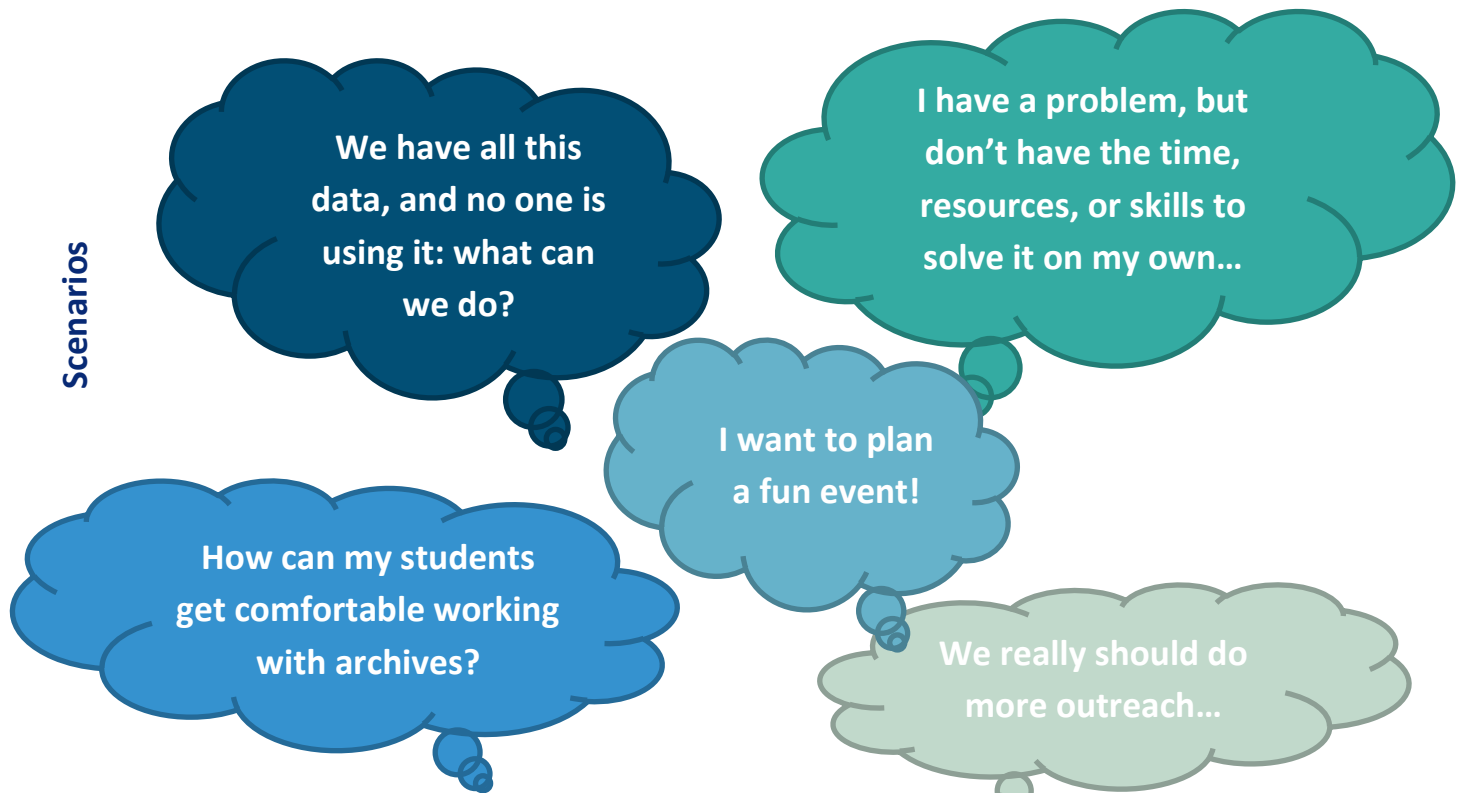 Scenarios
We have all this
data, and no one is
using it: what can
we do?
I have a problem, but
don’t have the time,
resources, or skills to
solve it on my own…
I want to plan
a fun event!
How can my students
get comfortable working
with archives?
We really should do
more outreach…